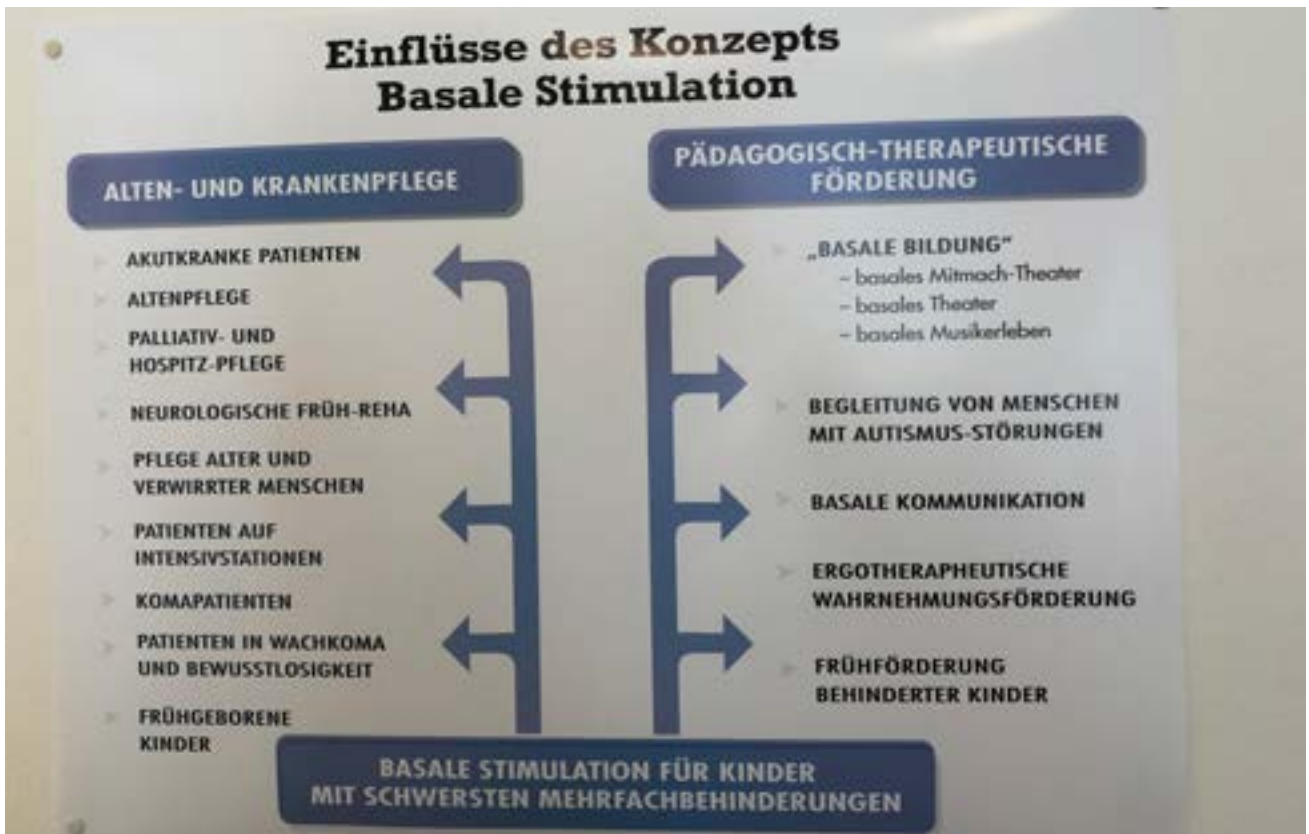 Einflüsse des Konzepts
Basale Stimulation
ALTEN- UND KRANKENPFLEGE
AKUTKRANKE PATIENTEN
ALTENPFLEGE
PALLIATIV- UND
HOSPITZ-PFLEGE
NEUROLOGISCHE FRÜH-REHA
PFLEGE ALTER UND
VERWIRRTER MENSCHEN
PATIENTEN AUF
INTENSIVSTATIONEN
KOMAPATIENTEN
PATIENTEN IN WACHKOMA
UND BEWUSSTLOSIGKEIT
FRÜHGEBORENE
KINDER
PÄDAGOGISCH-THERAPEUTISCHE
FÖRDERUNG
„BASALE BILDUNG"
– basales Mitmach-Theater
– basales Theater
– basales Musikerleben
BEGLEITUNG VON MENSCHEN
MIT AUTISMUS-STÖRUNGEN
BASALE KOMMUNIKATION
ERGOTHERAPHEUTISCHE
WAHRNEHMUNGSFÖRDERUNG
FRÜHFÖRDERUNG
BEHINDERTER KINDER
BASALE STIMULATION FÜR KINDER
MIT SCHWERSTEN MEHRFACHBEHINDERUNGEN